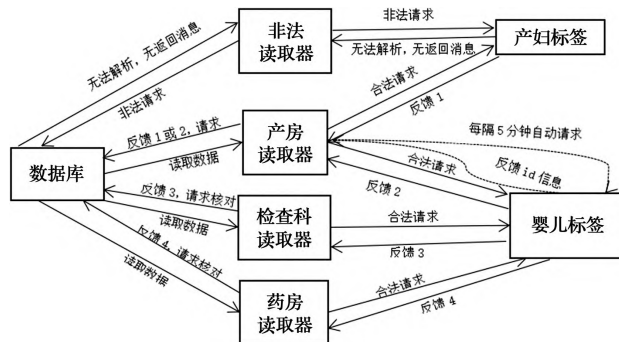 非法请求
非法
读取器
产妇标签
无法解析，无返回消息
无法解析，无返回消息
非法请求
合法请求
反馈 1
反馈 1 或 2，请求
读取数据
产房
读取器
每隔 5 分钟自动请求
合法请求
反馈 id 信息
反馈 2
数据库
反馈 3，请求核对
读取数据
检查科
读取器
合法请求
反馈 3
婴儿标签
反馈 4，请求核对
读取数据
药房
读取器
合法请求
反馈 4